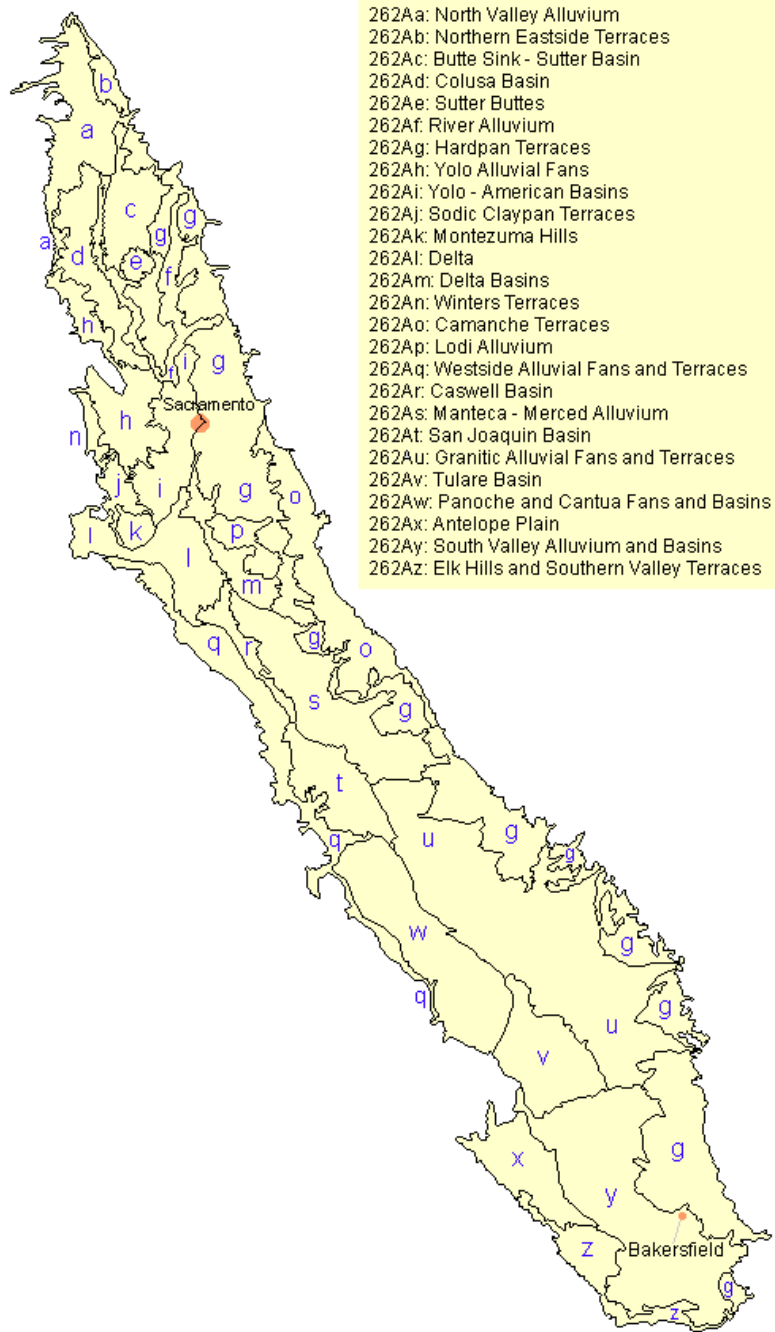 262Aa: North Valley Alluvium
262Ab: Northern Eastside Terraces
262Ac: Butte Sink - Sutter Basin
262Ad: Colusa Basin
262Ae: Sutter Buttes
262Af: River Alluvium
262Ag: Hardpan Terraces
262Ah: Yolo Alluvial Fans
262Ai: Yolo - American Basins
262Aj: Sodic Claypan Terraces
262Ak: Montezuma Hills
262Al: Delta
262Am: Delta Basins
262An: Winters Terraces
262Ao: Camanche Terraces
262Ap: Lodi Alluvium
262Aq: Westside Alluvial Fans and Terraces
262Ar: Caswell Basin
262As: Manteca - Merced Alluvium
262At: San Joaquin Basin
262Au: Granitic Alluvial Fans and Terraces
262Av: Tulare Basin
262Aw: Panoche and Cantua Fans and Basins
262Ax: Antelope Plain
262Ay: South Valley Alluvium and Basins
262Az: Elk Hills and Southern Valley Terraces
b
a
c
g
g
a
d
e
f
h
f
i
g
Sacramento
n
h
j
i
g
o
l
k
p
l
m
q
r
g
o
s
g
t
q
u
g
g
w
g
q
g
u
v
x
g
y
z
Bakersfield
g
z